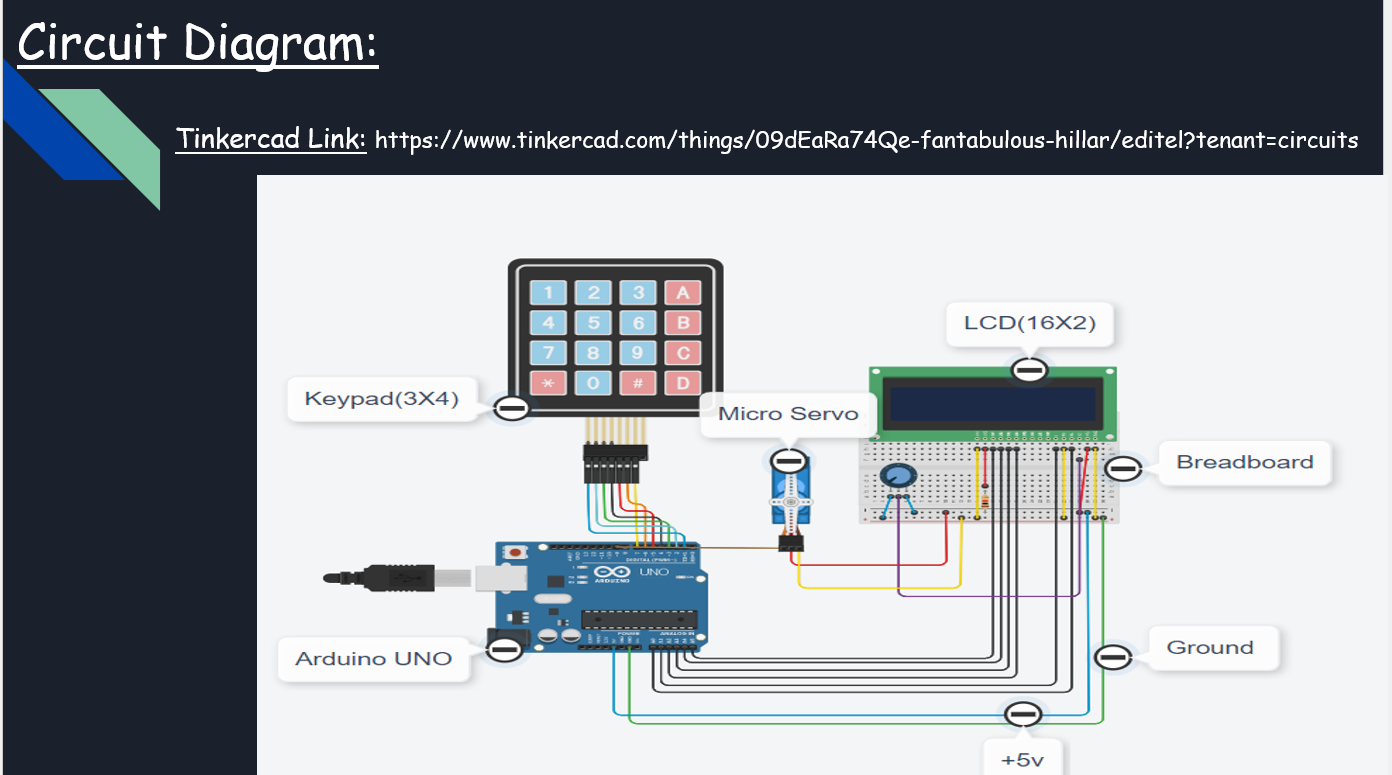 Circuit Diagram:
Tinkercad Link: https://www.tinkercad.com/things/09dEaRa74Qe-fantabulous-hillar/editel?tenant=circuits
LCD(16X2)
1 2 3 A
4 5 6 B
7 8 9 C
* 0 # D
Keypad(3X4)
Micro Servo
Breadboard
UNO
ARDUINO
Arduino UNO
Ground
+5v